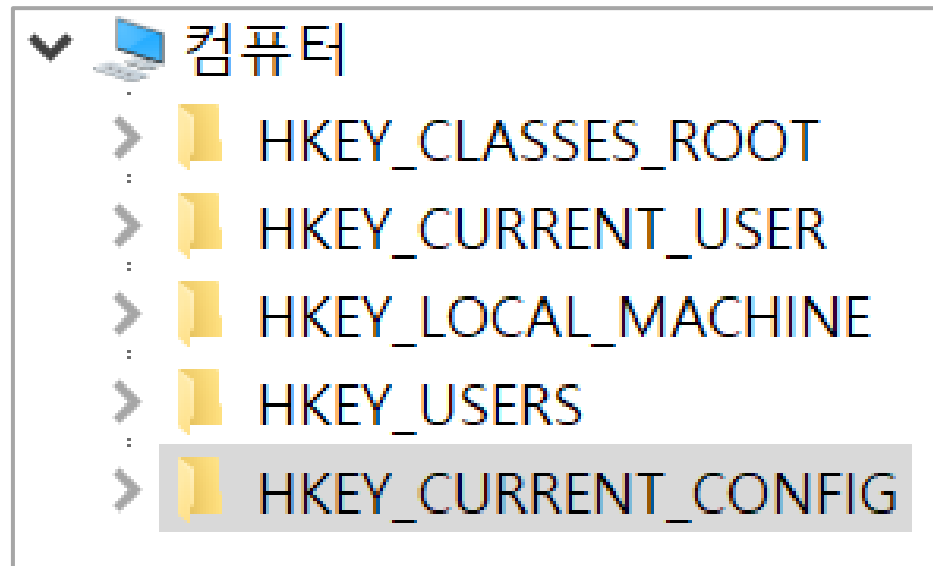 컴퓨터
HKEY_CLASSES_ROOT
HKEY_CURRENT_USER
HKEY_LOCAL_MACHINE
HKEY_USERS
HKEY_CURRENT_CONFIG